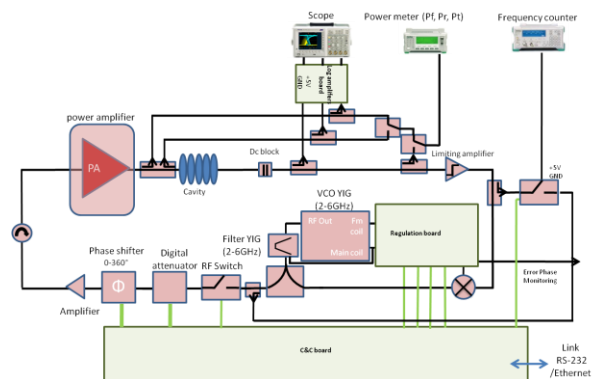 Scope
Power meter (Pf, Pr, Pt)
Frequency counter
Log amplifiers
board
+5V
GND
power amplifier
PA
Dc block
Cavity
Limiting amplifier
+5V
GND
VCO YIG
(2-6GHz)
RF Out
Fm
coil
Main coil
Filter YIG
(2-6GHz)
Ragulation board
Phase shifter
0-360°
Φ
Digital
attenuator
RF Switch
Amplifier
Error Phase
Monitoring
C&C board
Link
RS-232
/Ethernet